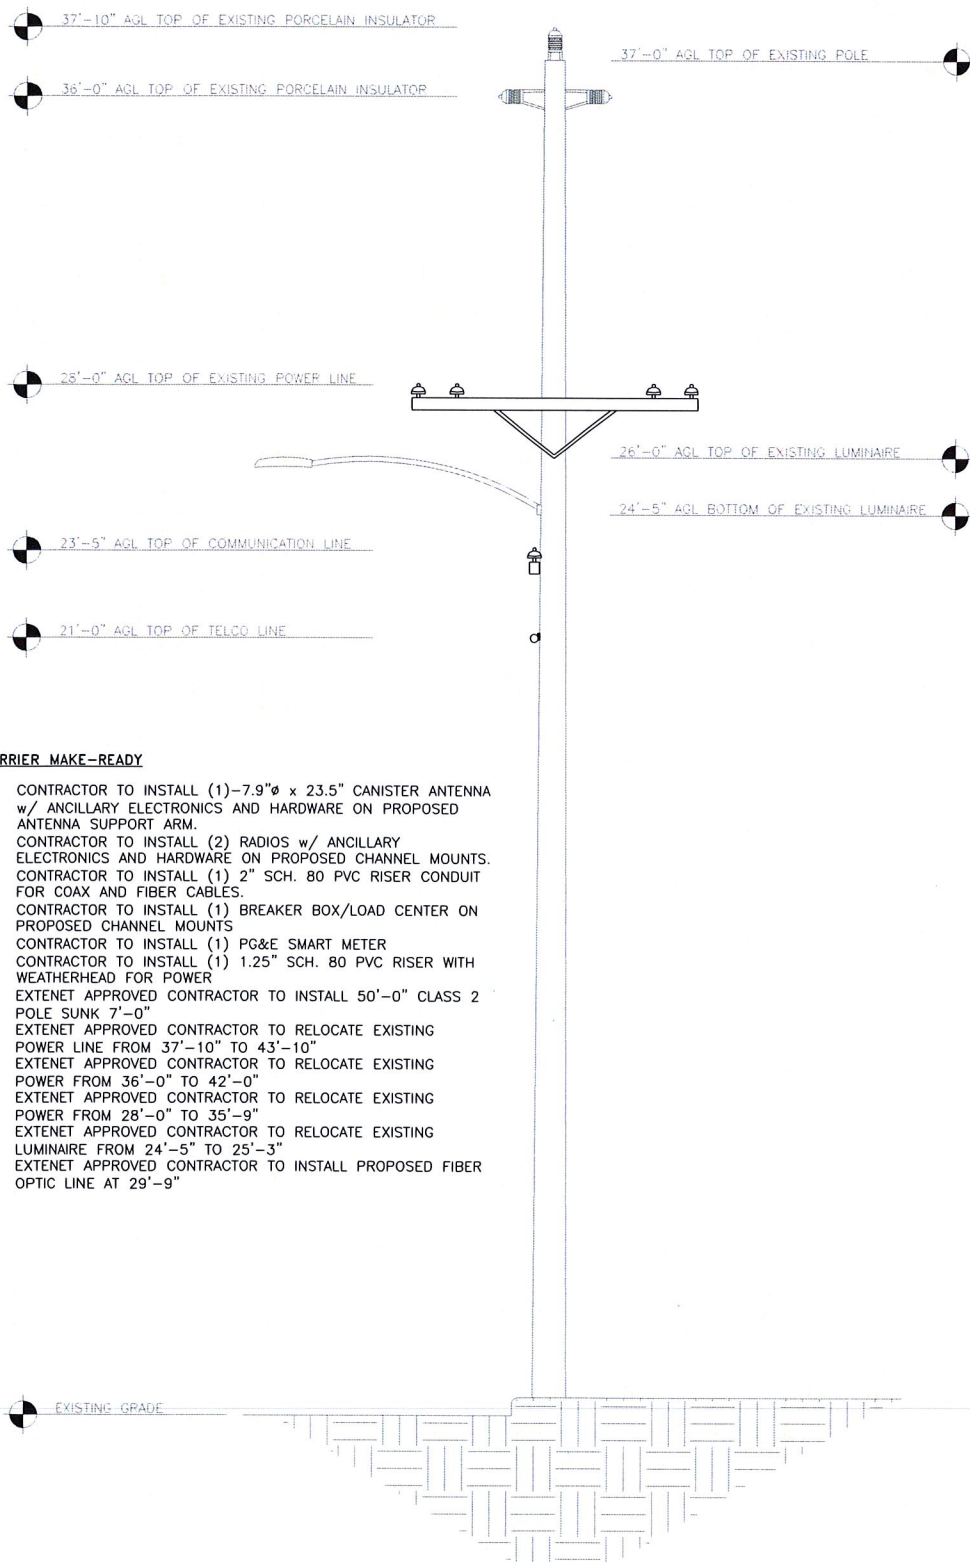 37'-10" AGL TOP OF EXISTING PORCELAIN INSULATOR
37'-0" AGL TOP OF EXISTING POLE
36'-0" AGL TOP OF EXISTING PORCELAIN INSULATOR
28'-0" AGL TOP OF EXISTING POWER LINE
26'-0" AGL TOP OF EXISTING LUMINAIRE
24'-5" AGL BOTTOM OF EXISTING LUMINAIRE
23'-5" AGL TOP OF COMMUNICATION LINE
21'-0" AGL TOP OF TELCO LINE
RRIER MAKE-READY
CONTRACTOR TO INSTALL (1)-7.9"ø x 23.5" CANISTER ANTENNA
w/ ANCILLARY ELECTRONICS AND HARDWARE ON PROPOSED
ANTENNA SUPPORT ARM.
CONTRACTOR TO INSTALL (2) RADIOS w/ ANCILLARY
ELECTRONICS AND HARDWARE ON PROPOSED CHANNEL MOUNTS.
CONTRACTOR TO INSTALL (1) 2" SCH. 80 PVC RISER CONDUIT
FOR COAX AND FIBER CABLES.
CONTRACTOR TO INSTALL (1) BREAKER BOX/LOAD CENTER ON
PROPOSED CHANNEL MOUNTS
CONTRACTOR TO INSTALL (1) PG&E SMART METER
CONTRACTOR TO INSTALL (1) 1.25" SCH. 80 PVC RISER WITH
WEATHERHEAD FOR POWER
EXTENET APPROVED CONTRACTOR TO INSTALL 50'-0" CLASS 2
POLE SUNK 7'-0"
EXTENET APPROVED CONTRACTOR TO RELOCATE EXISTING
POWER LINE FROM 37'-10" TO 43'-10"
EXTENET APPROVED CONTRACTOR TO RELOCATE EXISTING
POWER FROM 36'-0" TO 42'-0"
EXTENET APPROVED CONTRACTOR TO RELOCATE EXISTING
POWER FROM 28'-0" TO 35'-9"
EXTENET APPROVED CONTRACTOR TO RELOCATE EXISTING
LUMINAIRE FROM 24'-5" TO 25'-3"
EXTENET APPROVED CONTRACTOR TO INSTALL PROPOSED FIBER
OPTIC LINE AT 29'-9"
EXISTING GRADE